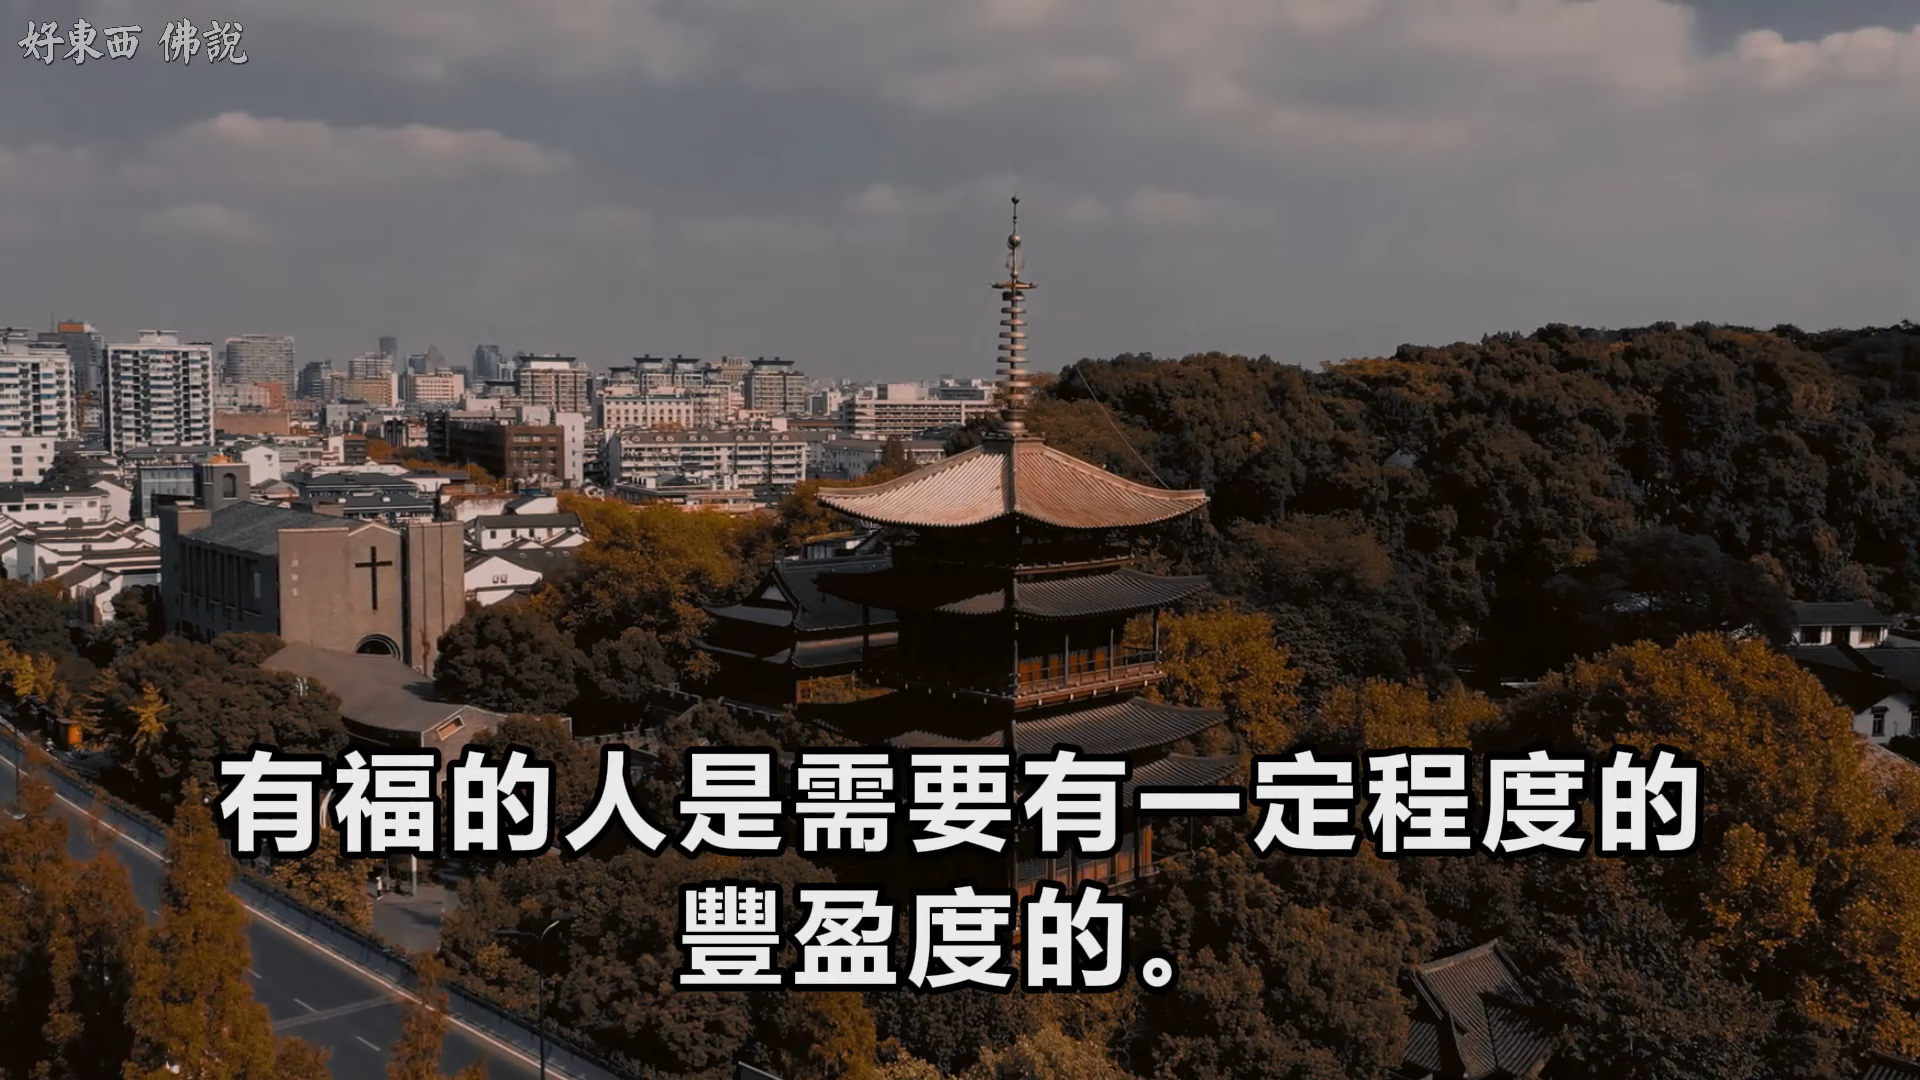 好東西 佛說
有福的人是需要有一定程度的
豐盈度的。